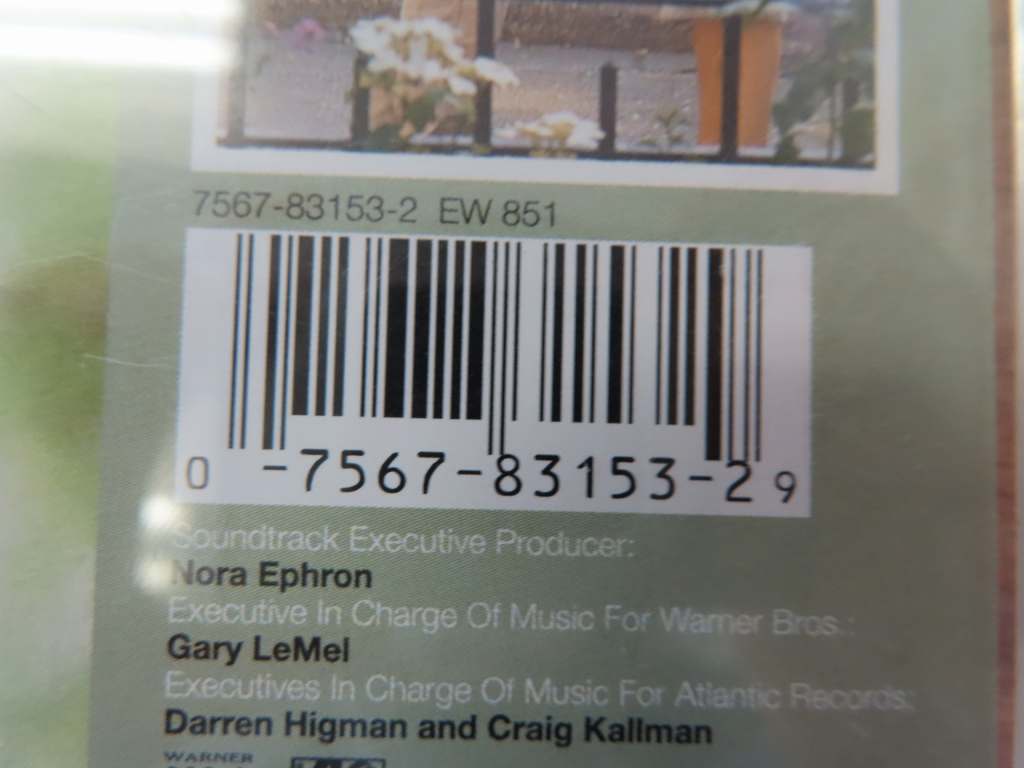 7567-83153-2 EW 851
0 -7567-83153-2 9
Soundtrack Executive Producer:
Nora Ephron
Executive In Charge Of Music For Warner Bros.:
Gary LeMel
Executives In Charge Of Music For Atlantic Records:
Darren Higman and Craig Kallman
WARNER